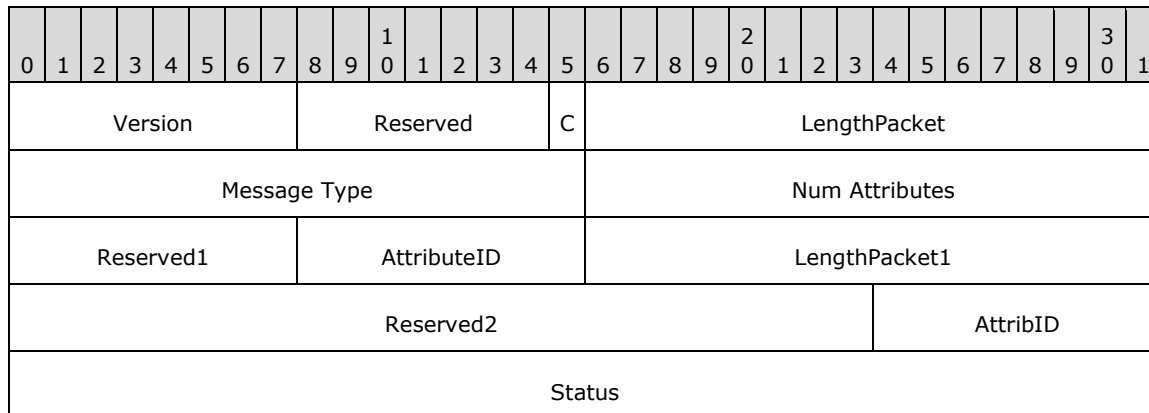 1 2 3
0 1 2 3 4 5 6 7 8 9 0 1 2 3 4 5 6 7 8 9 0 1 2 3 4 5 6 7 8 9 0 1
Version Reserved C LengthPacket
Message Type Num Attributes
Reserved1 AttributeID LengthPacket1
Reserved2 AttribID
Status